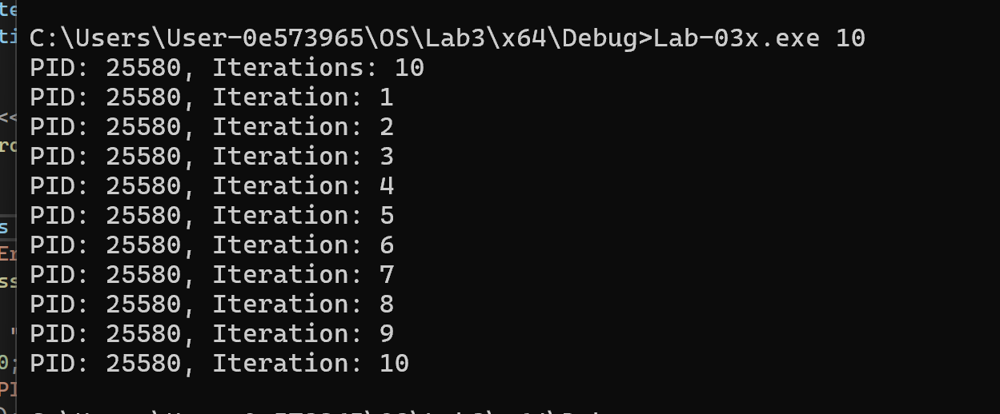 C:\Users\User-0e573965\OS\Lab3\x64\Debug>Lab-03x.exe 10
PID: 25580, Iterations: 10
PID: 25580, Iteration: 1
PID: 25580, Iteration: 2
PID: 25580, Iteration: 3
PID: 25580, Iteration: 4
PID: 25580, Iteration: 5
PID: 25580, Iteration: 6
PID: 25580, Iteration: 7
PID: 25580, Iteration: 8
PID: 25580, Iteration: 9
PID: 25580, Iteration: 10